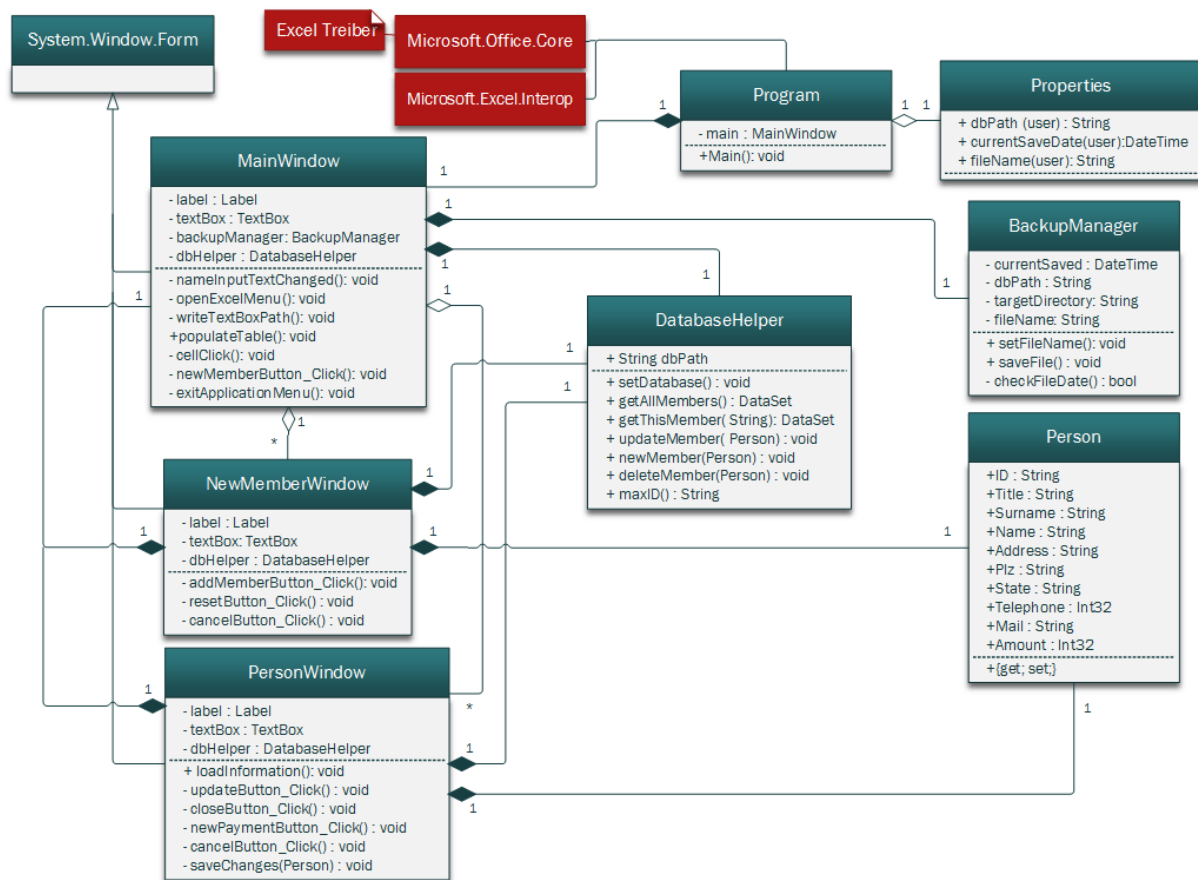 System.Window.Form
Excel Treiber
Microsoft.Office.Core
Microsoft.Excel.Interop
Program
- main : MainWindow
+Main(): void
1
1
1
1
Properties
+ dbPath (user) : String
+ currentSaveDate(user):DateTime
+ fileName(user): String
MainWindow
- label : Label
- textBox : TextBox
- backupManager: BackupManager
- dbHelper : DatabaseHelper
- nameInputTextChanged(): void
- openExcelMenu(): void
- writeTextBoxPath(): void
+populateTable(): void
- cellClick(): void
- newMemberButton_Click(): void
- exitApplicationMenu(): void
1
1
1
1
1
*
BackupManager
- currentSaved : DateTime
- dbPath : String
- targetDirectory: String
- fileName: String
+ setFileName(): void
+ saveFile() : void
- checkFileDate() : bool
1
DatabaseHelper
+ String dbPath
+ setDatabase() : void
+ getAllMembers() : DataSet
+ getThisMember( String): DataSet
+ updateMember( Person) : void
+ newMember(Person) : void
+ deleteMember(Person) : void
+ maxID() : String
1
1
1
Person
+ID : String
+Title : String
+Surname : String
+Name : String
+Address : String
+Plz : String
+State : String
+Telephone : Int32
+Mail : String
+Amount : Int32
+{get; set;}
1
1
NewMemberWindow
- label : Label
- textBox: TextBox
- dbHelper : DatabaseHelper
- addMemberButton_Click(): void
- resetButton_Click() : void
- cancelButton_Click() : void
1
1
1
PersonWindow
- label : Label
- textBox : TextBox
- dbHelper : DatabaseHelper
+ loadInformation(): void
- updateButton_Click() : void
- closeButton_Click() : void
- newPaymentButton_Click() : void
- cancelButton_Click() : void
- saveChanges(Person) : void
1
*
1
1